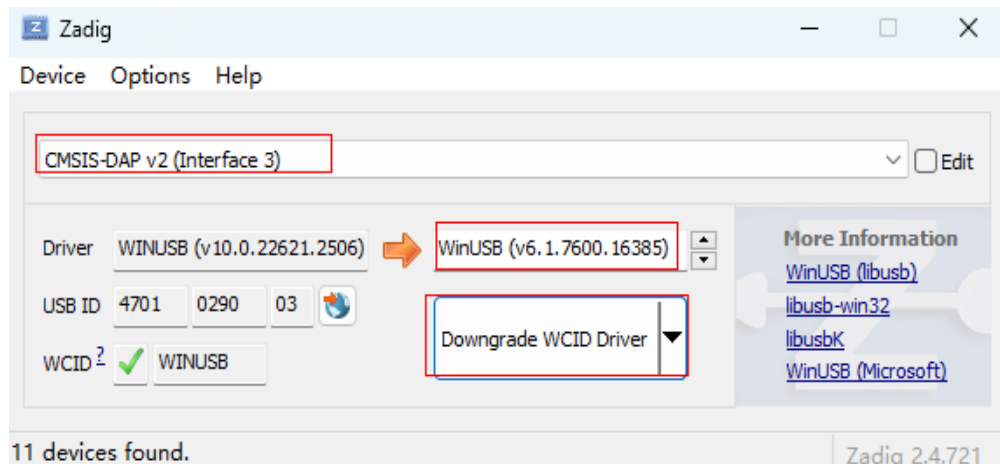 Zadig
Device Options Help
CMSIS-DAP v2 (Interface 3)
Edit
Driver WINUSB (v10.0.22621.2506) WinUSB (v6.1.7600.16385)
USB ID 4701 0290 03
WCID ? WINUSB
Downgrade WCID Driver
More Information
WinUSB (libusb)
libusb-win32
libusbK
WinUSB (Microsoft)
11 devices found.
Zadig 2.4.721